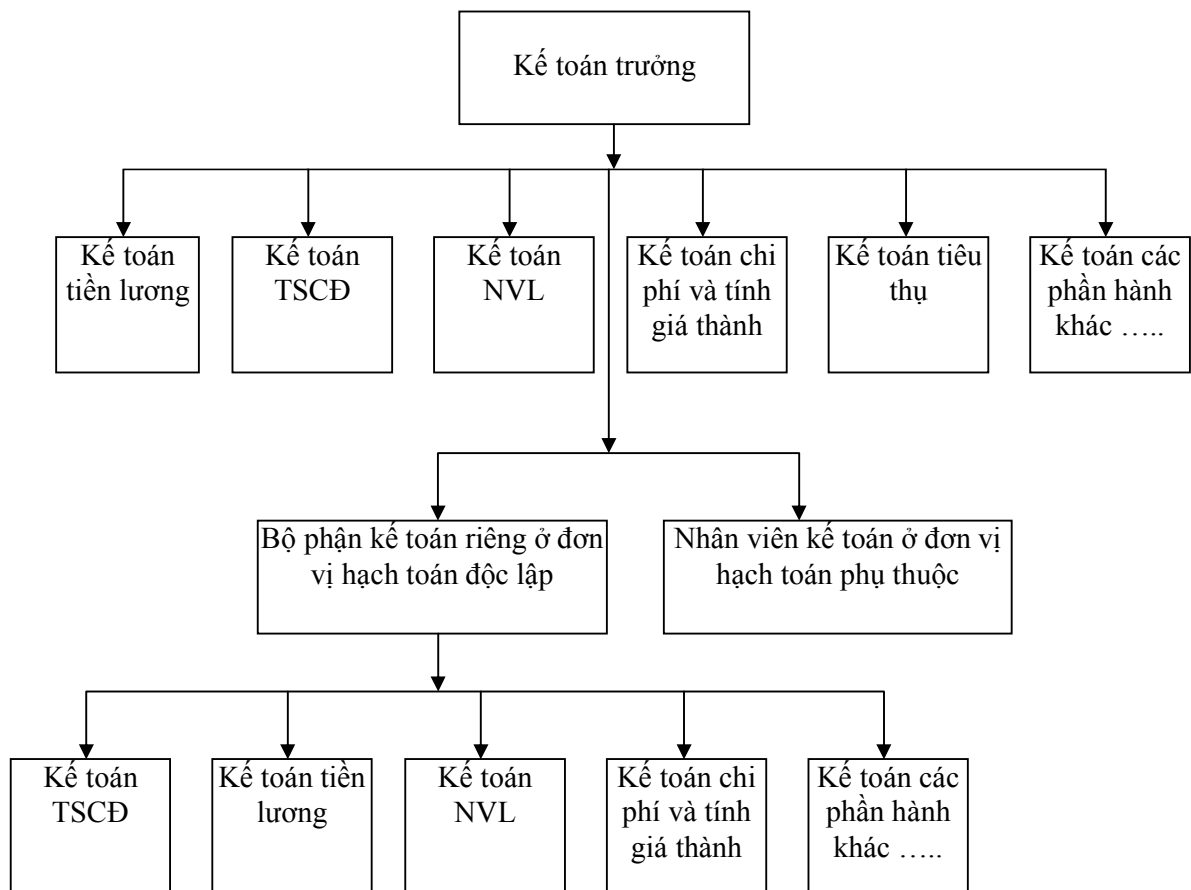 Kế toán trưởng
Kế toán
tiền lương
Kế toán
TSCĐ
Kế toán
NVL
Kế toán chi
phí và tính
giá thành
Kế toán tiêu
thụ
Kế toán các
phần hành
khác …..
Bộ phận kế toán riêng ở đơn
vị hạch toán độc lập
Nhân viên kế toán ở đơn vị
hạch toán phụ thuộc
Kế toán
TSCĐ
Kế toán tiền
lương
Kế toán
NVL
Kế toán chi
phí và tính
giá thành
Kế toán các
phần hành
khác …..